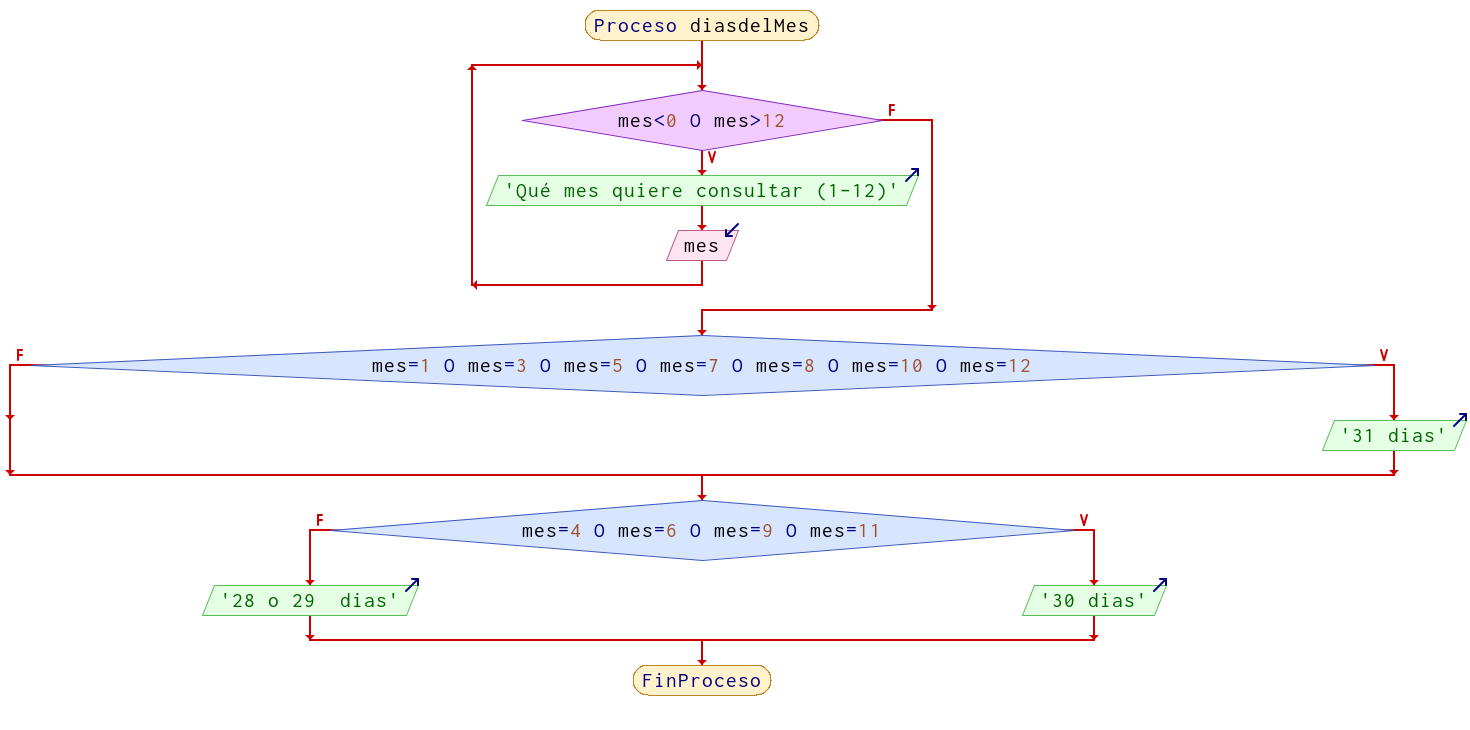 Proceso diasdelMes
mes<0 O mes>12
F
V
'Qué mes quiere consultar (1-12)'
mes
F
V
mes=1 O mes=3 O mes=5 O mes=7 O mes=8 O mes=10 O mes=12
'31 dias'
F
V
mes=4 O mes=6 O mes=9 O mes=11
'28 o 29  dias'
'30 dias'
FinProceso